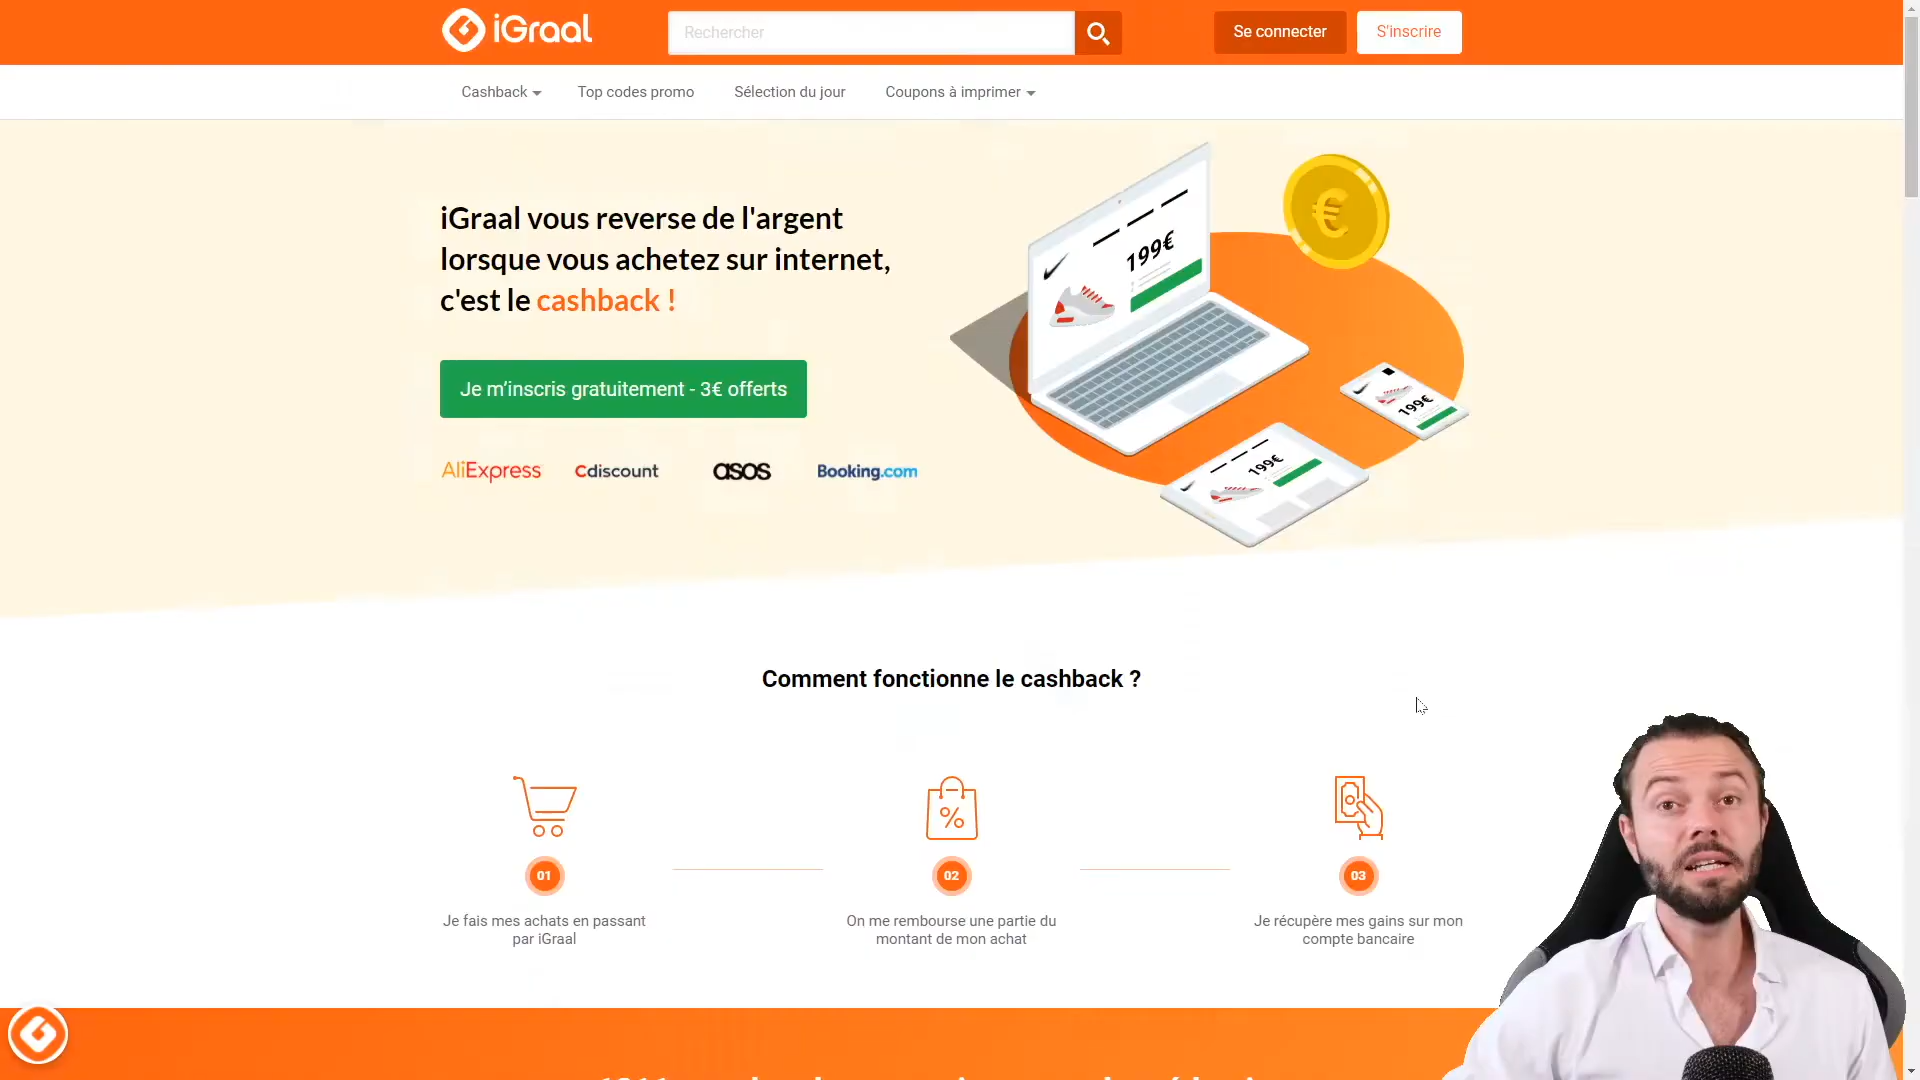 iGraal
Rechercher
Se connecter
S'inscrire
Cashback
Top codes promo
Sélection du jour
Coupons à imprimer
iGraal vous reverse de l'argent
lorsque vous achetez sur internet,
c'est le cashback !
Je m'inscris gratuitement - 3€ offerts
AliExpress
Cdiscount
asos
Booking.com
199€
€
199€
199€
Comment fonctionne le cashback ?
%
01
02
03
Je fais mes achats en passant
par iGraal
On me rembourse une partie du
montant de mon achat
Je récupère mes gains sur mon
compte bancaire